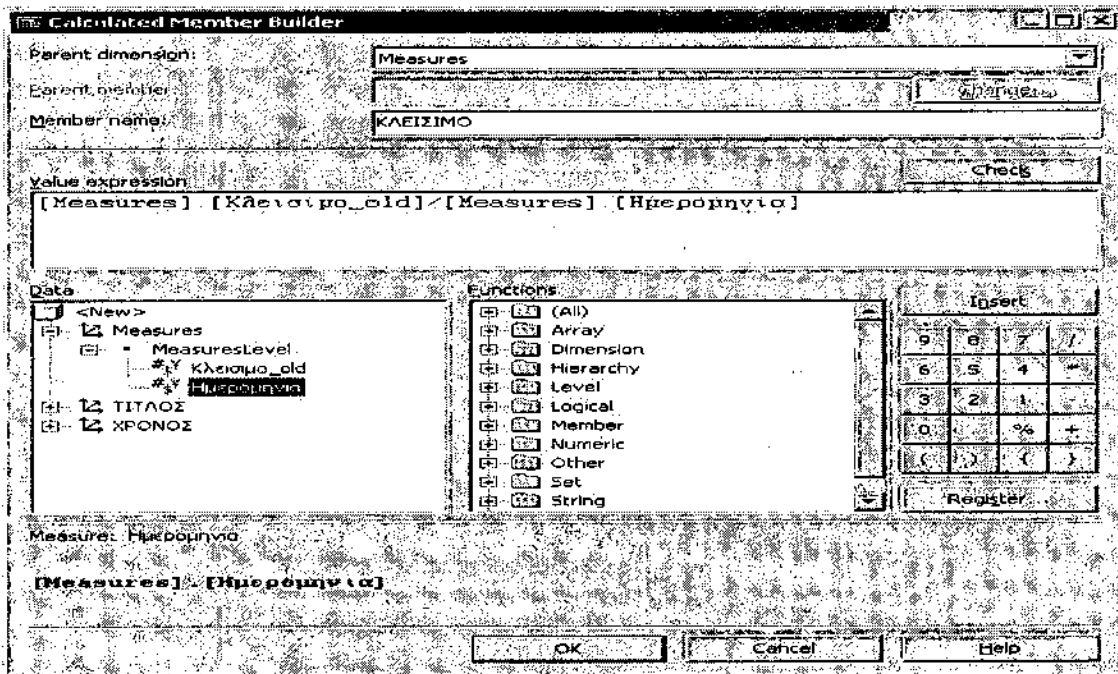 Calculated Member Builder
Parent dimension:
Measures
Parent member:
Change...
Member name:
ΚΛΕΙΣΙΜΟ
Check
Value expression
[Measures].[Κλεισιμο_old]/[Measures].[Ημερομηνια]
Data
Functions
Insert
<New>
Measures
MeasuresLevel
Κλεισιμο_old
Ημερομηνια
ΤΙΤΛΟΣ
ΧΡΟΝΟΣ
(All)
Array
Dimension
Hierarchy
Level
Logical
Member
Numeric
Other
Set
String
9 8 7 /
6 5 4 *
3 2 1 -
0 . % +
( ) { }
Register...
Measure: Ημερομηνια
[Measures].[Ημερομηνια]
OK
Cancel
Help